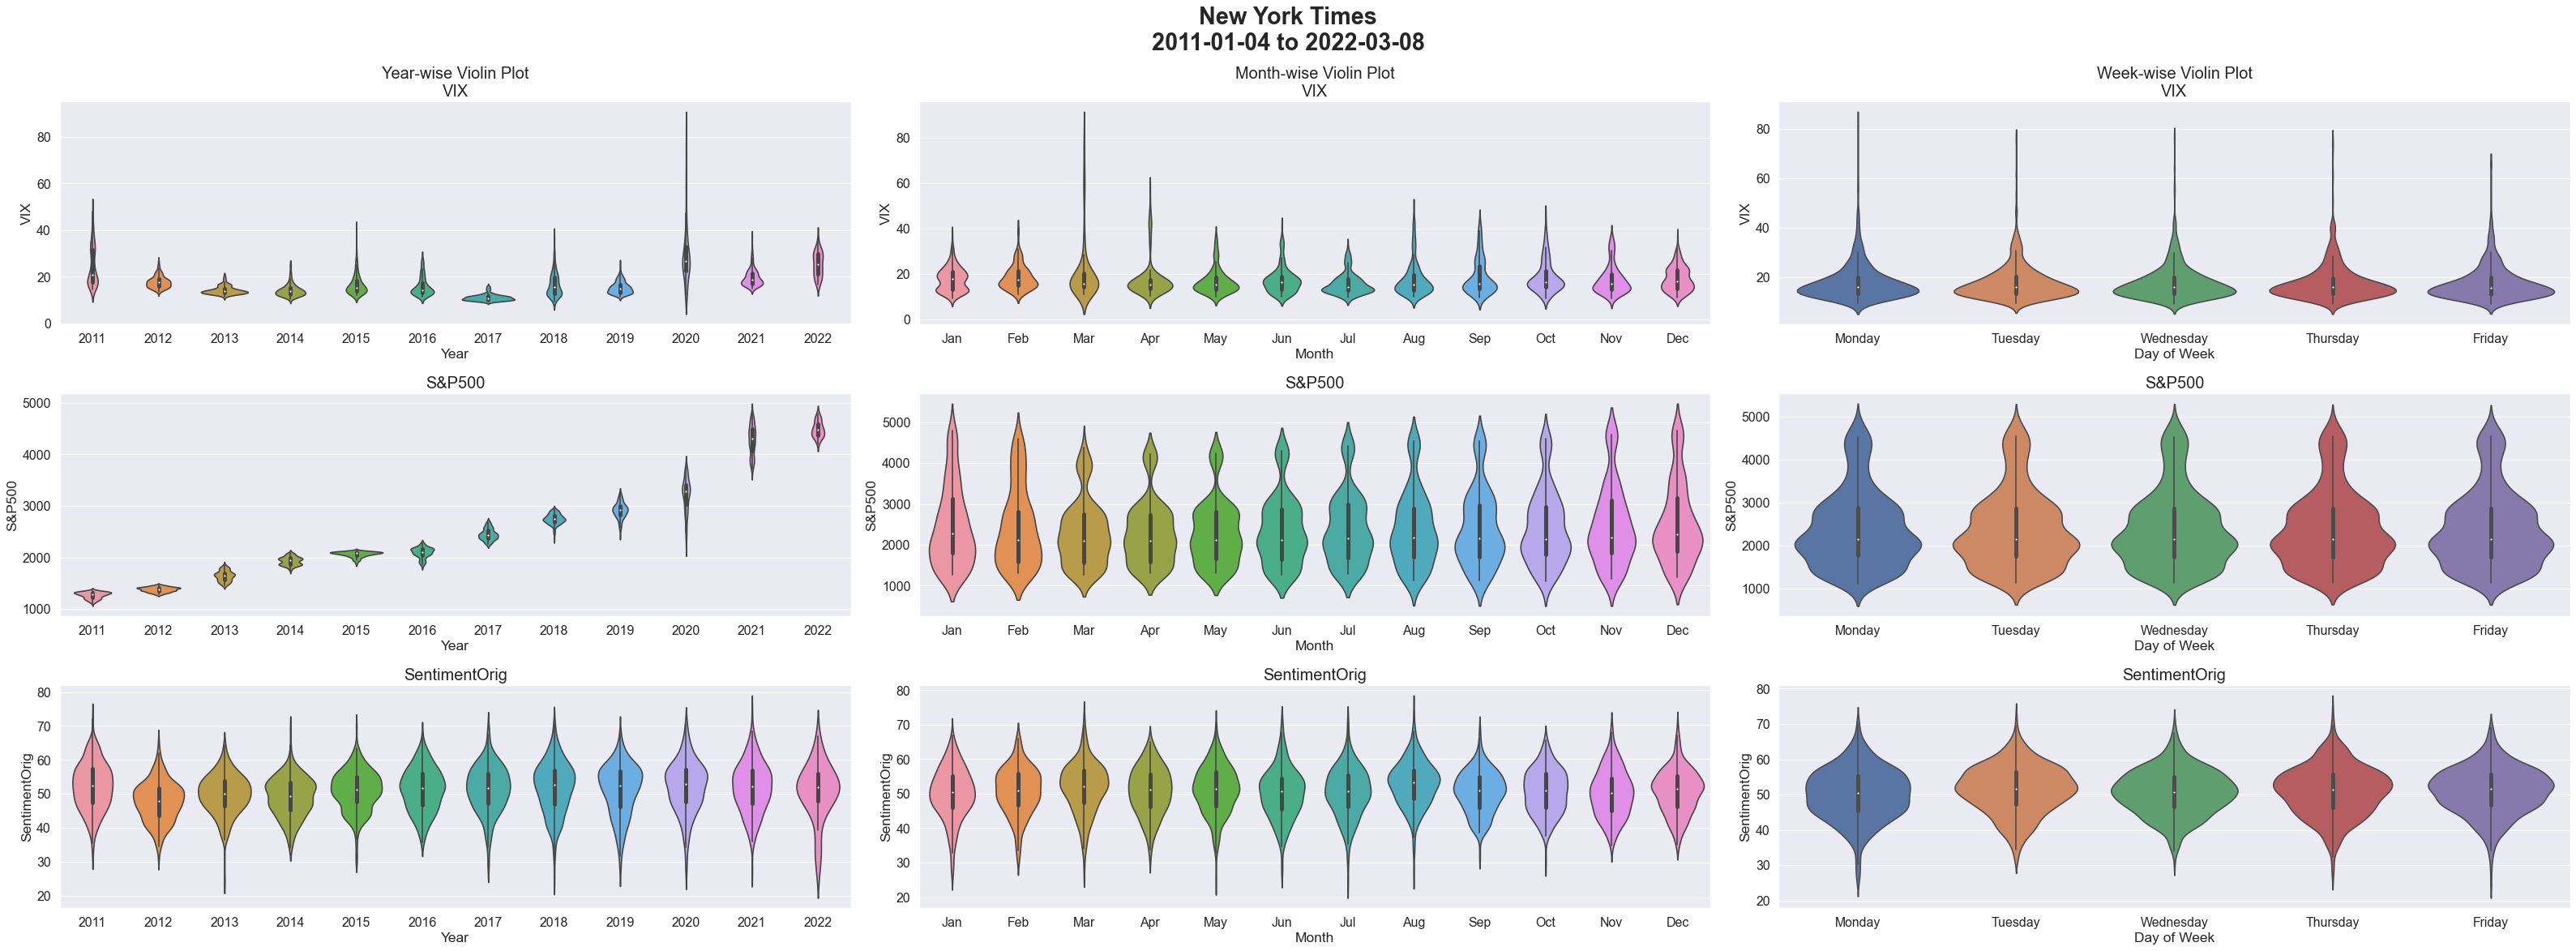 New York Times
2011-01-04 to 2022-03-08
Year-wise Violin Plot
VIX
VIX
80
60
40
20
0
2011 2012 2013 2014 2015 2016 2017 2018 2019 2020 2021 2022
Year
Month-wise Violin Plot
VIX
VIX
80
60
40
20
0
Jan Feb Mar Apr May Jun Jul Aug Sep Oct Nov Dec
Month
Week-wise Violin Plot
VIX
VIX
80
60
40
20
Monday Tuesday Wednesday Thursday Friday
Day of Week
S&P500
S&P500
5000
4000
3000
2000
1000
2011 2012 2013 2014 2015 2016 2017 2018 2019 2020 2021 2022
Year
S&P500
S&P500
5000
4000
3000
2000
1000
Jan Feb Mar Apr May Jun Jul Aug Sep Oct Nov Dec
Month
S&P500
S&P500
5000
4000
3000
2000
1000
Monday Tuesday Wednesday Thursday Friday
Day of Week
SentimentOrig
SentimentOrig
80
70
60
50
40
30
20
2011 2012 2013 2014 2015 2016 2017 2018 2019 2020 2021 2022
Year
SentimentOrig
SentimentOrig
80
70
60
50
40
30
20
Jan Feb Mar Apr May Jun Jul Aug Sep Oct Nov Dec
Month
SentimentOrig
SentimentOrig
80
70
60
50
40
30
20
Monday Tuesday Wednesday Thursday Friday
Day of Week